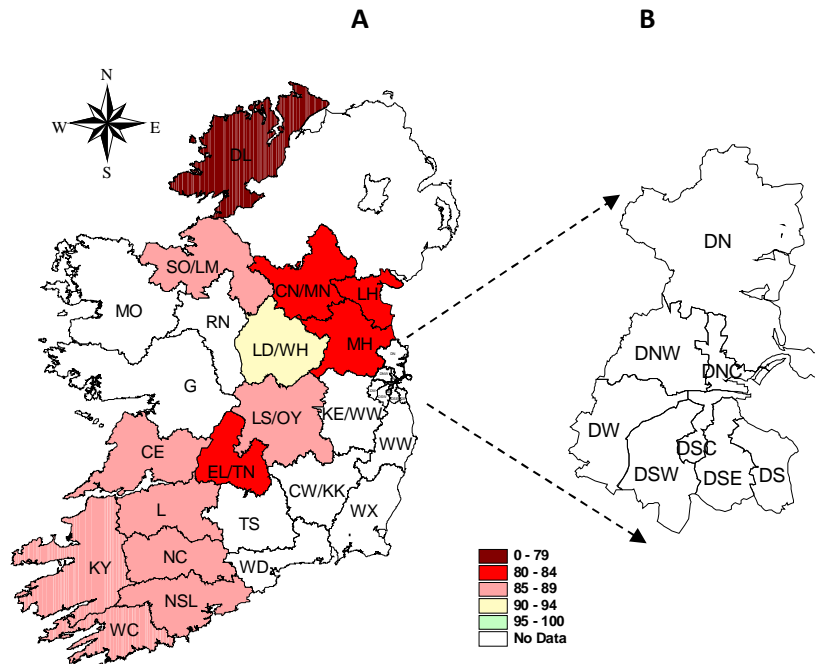 A
B
N
W
E
S
DL
SO/LM
CN/MN
LH
MO
RN
MH
LD/WH
G
LS/OY
KE/WW
WW
CE
EL/TN
CW/KK
L
TS
WX
NC
KY
WD
NSL
WC
DN
DNW
DNC
DW
DSC
DSW
DSE
DS
0 - 79
80 - 84
85 - 89
90 - 94
95 - 100
No Data